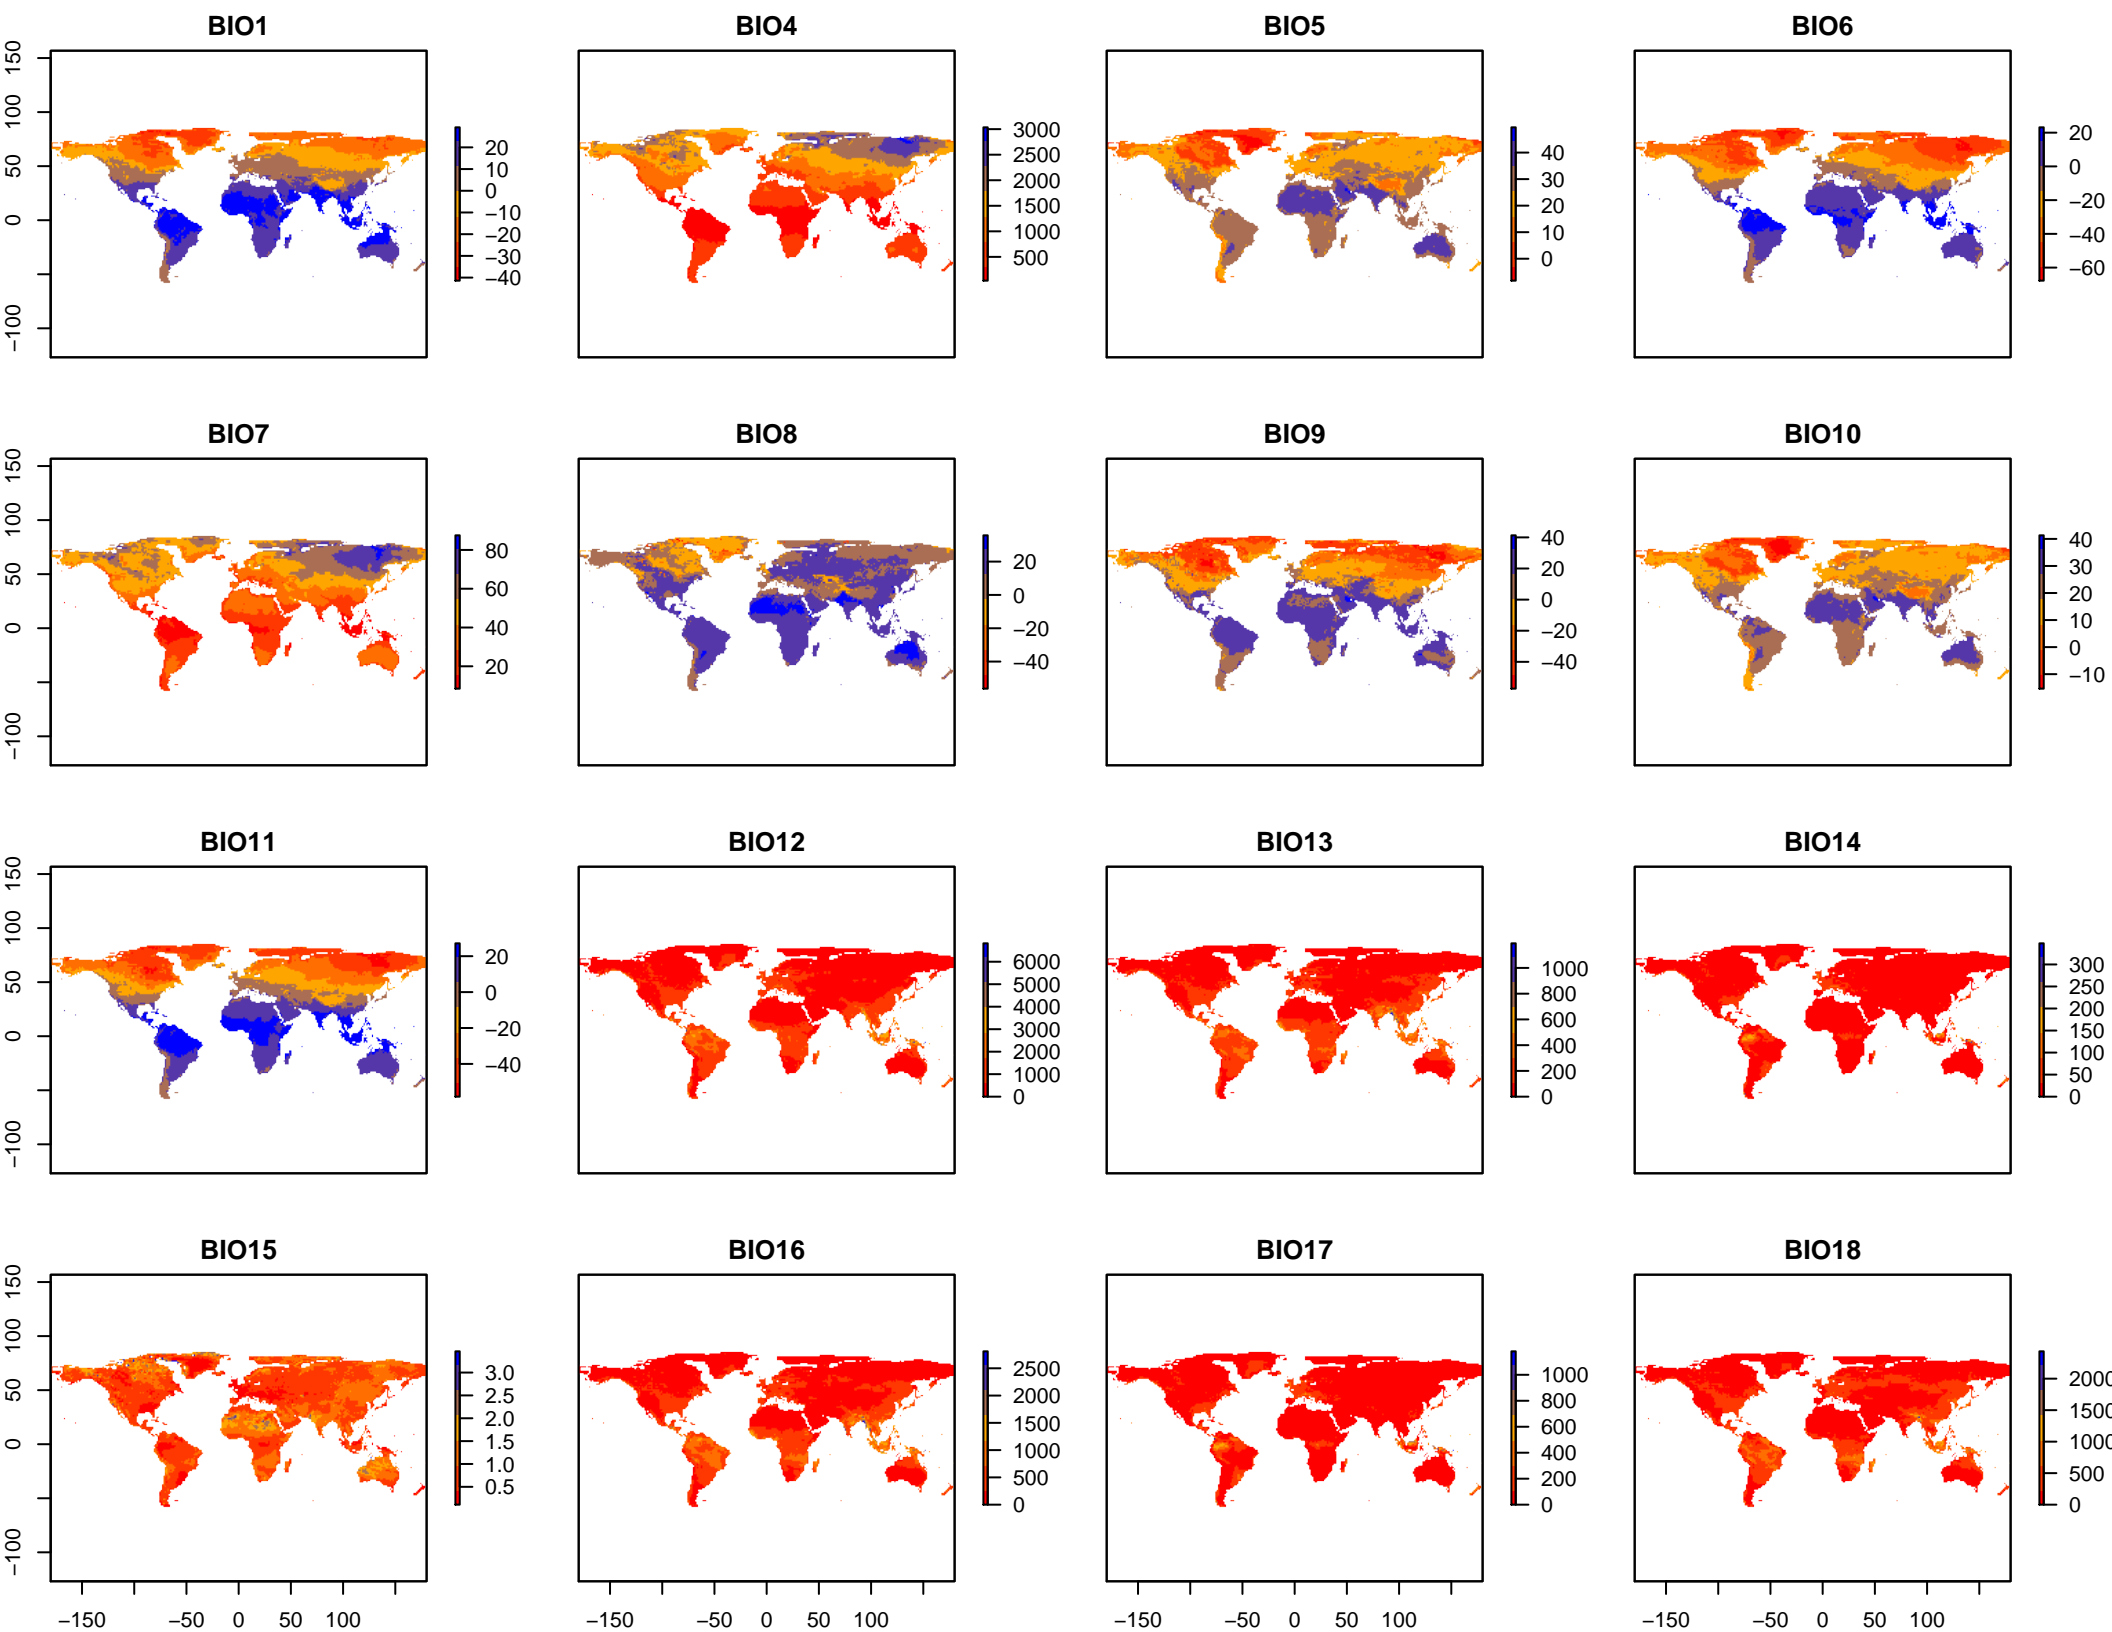 BIO1 BIO4 BIO5 BIO6
150 100 50 0 −100
20 10 0 −10 −20 −30 −40
3000 2500 2000 1500 1000 500
40 30 20 10 0
20 0 −20 −40 −60
BIO7 BIO8 BIO9 BIO10
150 100 50 0 −100
80 60 40 20
20 0 −20 −40
40 20 0 −20 −40
40 30 20 10 0 −10
BIO11 BIO12 BIO13 BIO14
150 100 50 0 −100
20 0 −20 −40
6000 5000 4000 3000 2000 1000 0
1000 800 600 400 200 0
300 250 200 150 100 50 0
BIO15 BIO16 BIO17 BIO18
150 100 50 0 −100
3.0 2.5 2.0 1.5 1.0 0.5
2500 2000 1500 1000 500 0
1000 800 600 400 200 0
2000 1500 1000 500 0
−150 −50 0 50 100 −150 −50 0 50 100 −150 −50 0 50 100 −150 −50 0 50 100